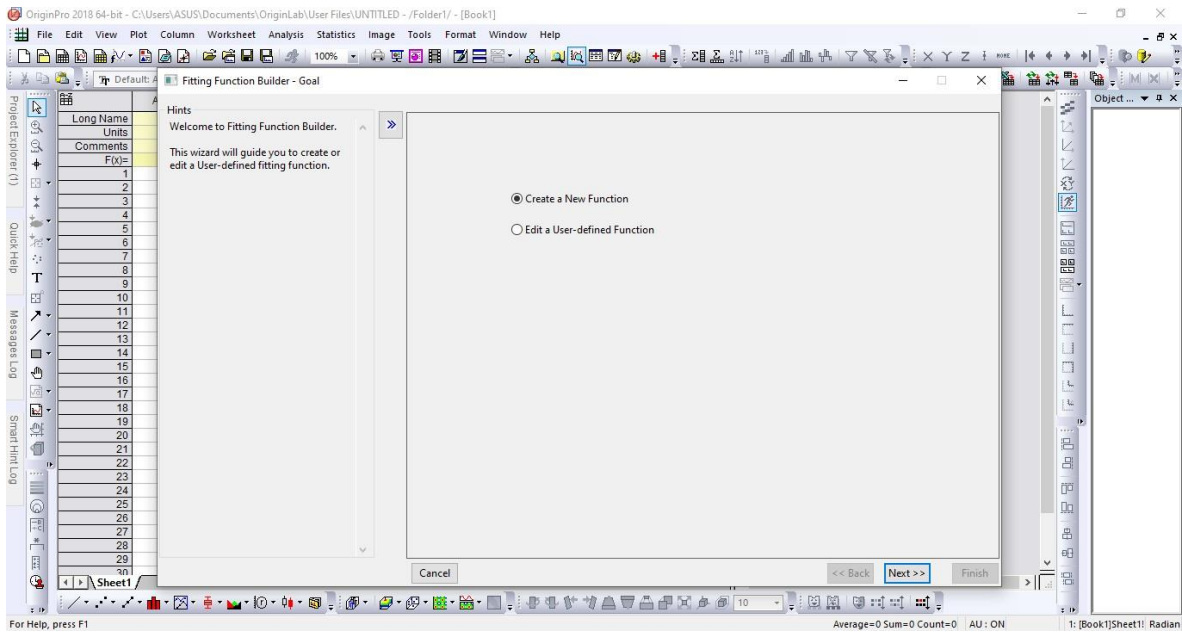 OriginPro 2018 64-bit - C:\Users\ASUS\Documents\OriginLab\User Files\UNTITLED - /Folder1/ - [Book1]
File Edit View Plot Column Worksheet Analysis Statistics Image Tools Format Window Help
100%
X Y Z
Default: A
Fitting Function Builder - Goal
Object ...
Project Explorer (1)
Quick Help
Messages Log
Smart Hint Log
Long Name
Units
Comments
F(x)=
1
2
3
4
5
6
7
8
9
10
11
12
13
14
15
16
17
18
19
20
21
22
23
24
25
26
27
28
29
30
Sheet1
Hints
Welcome to Fitting Function Builder.
This wizard will guide you to create or
edit a User-defined fitting function.
Create a New Function
Edit a User-defined Function
Cancel
<< Back Next >> Finish
10
For Help, press F1
Average=0 Sum=0 Count=0 AU : ON 1: [Book1]Sheet1! Radian